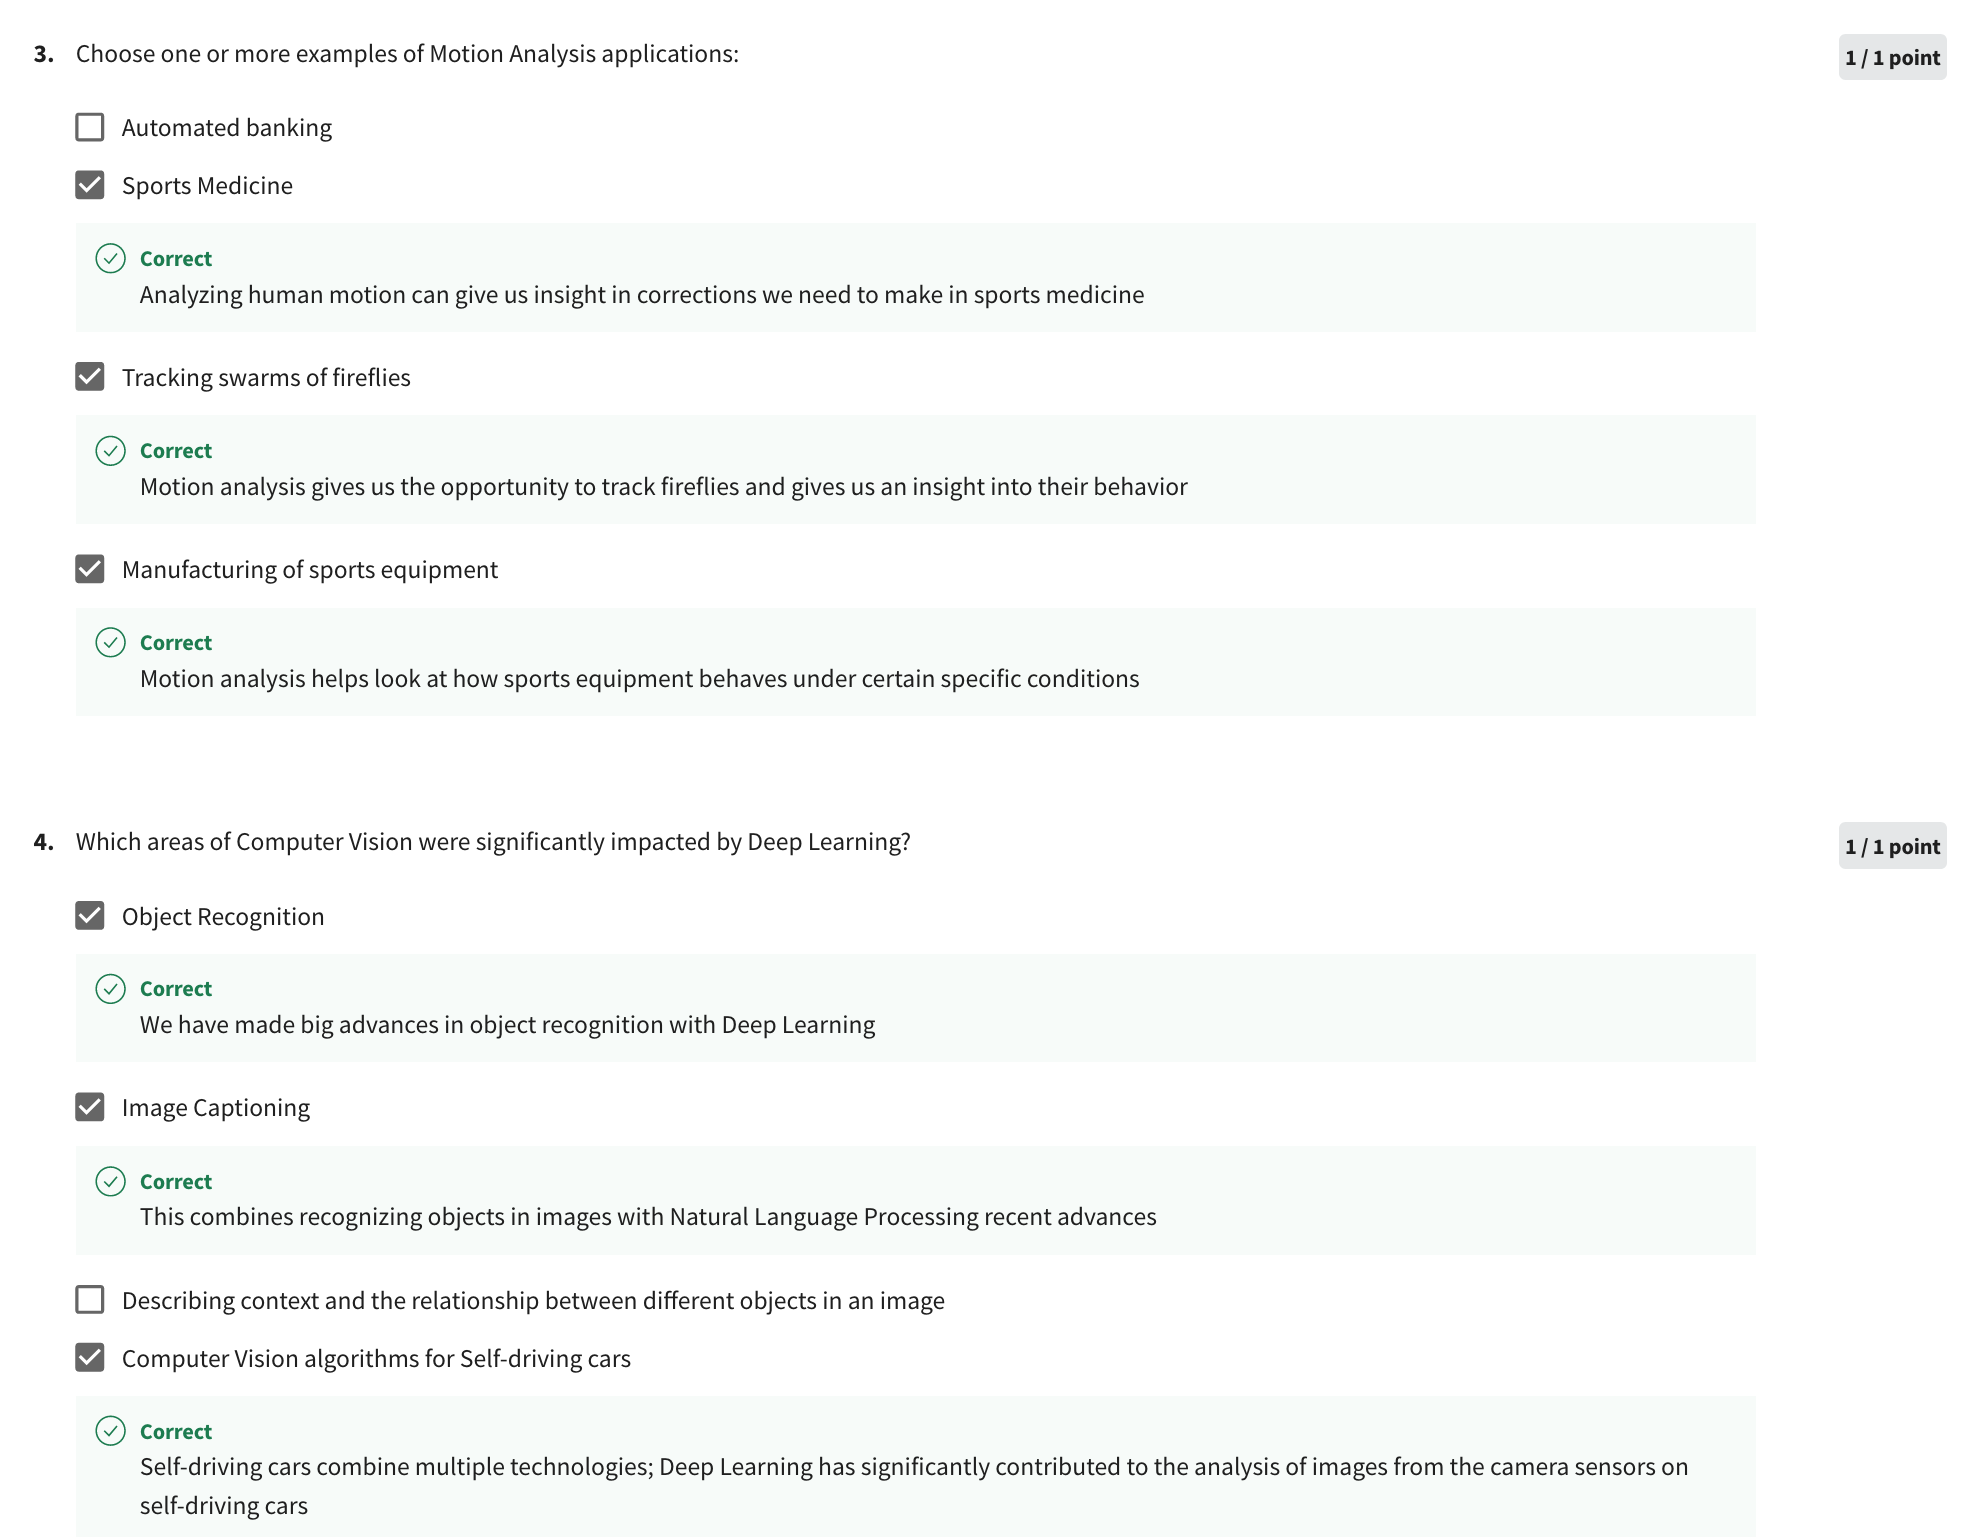 3. Choose one or more examples of Motion Analysis applications:
1 / 1 point
Automated banking
Sports Medicine
Correct
Analyzing human motion can give us insight in corrections we need to make in sports medicine
Tracking swarms of fireflies
Correct
Motion analysis gives us the opportunity to track fireflies and gives us an insight into their behavior
Manufacturing of sports equipment
Correct
Motion analysis helps look at how sports equipment behaves under certain specific conditions
4. Which areas of Computer Vision were significantly impacted by Deep Learning?
1 / 1 point
Object Recognition
Correct
We have made big advances in object recognition with Deep Learning
Image Captioning
Correct
This combines recognizing objects in images with Natural Language Processing recent advances
Describing context and the relationship between different objects in an image
Computer Vision algorithms for Self-driving cars
Correct
Self-driving cars combine multiple technologies; Deep Learning has significantly contributed to the analysis of images from the camera sensors on
self-driving cars